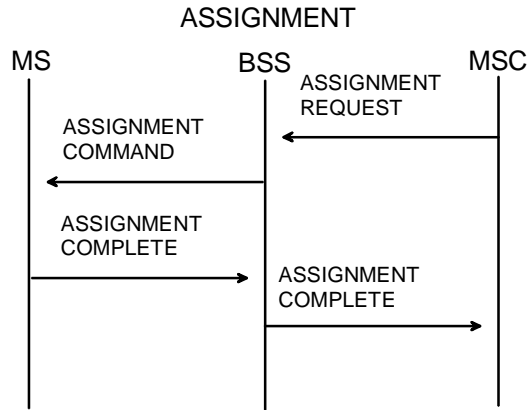 ASSIGNMENT
MS BSS MSC
ASSIGNMENT
REQUEST
ASSIGNMENT
COMMAND
ASSIGNMENT
COMPLETE
ASSIGNMENT
COMPLETE